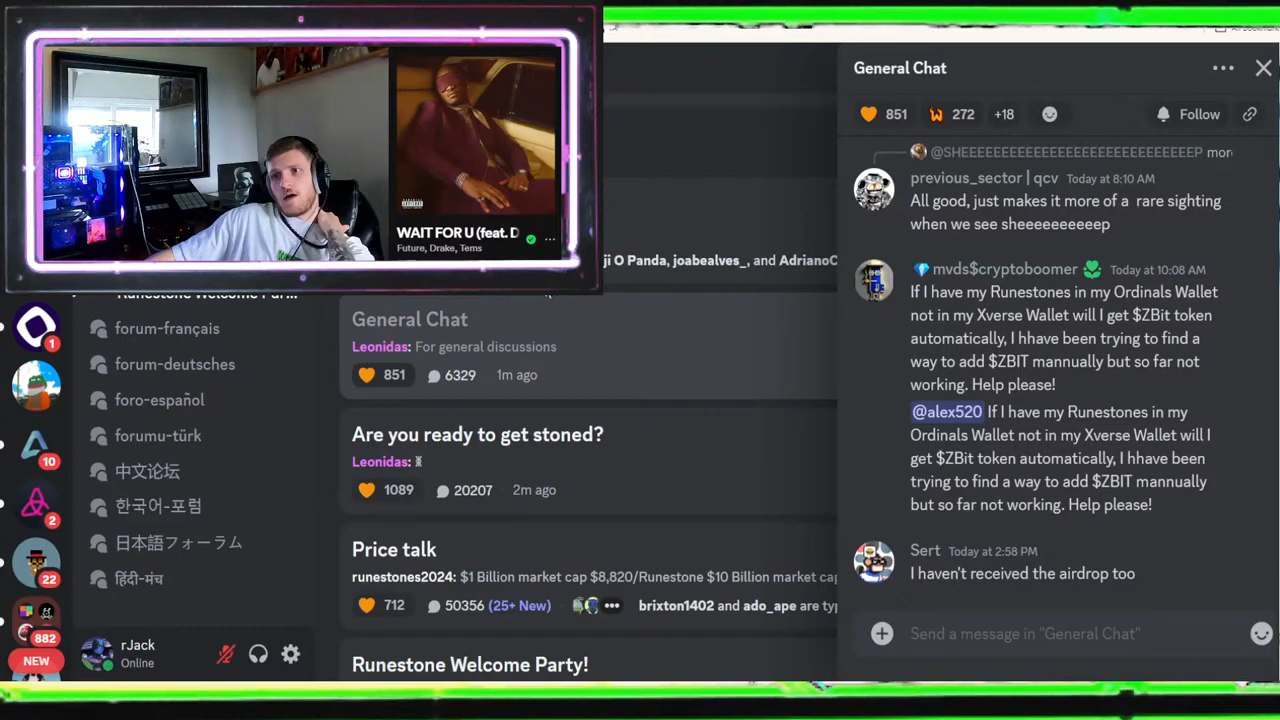 WAIT FOR U (feat. D
Future, Drake, Tems
General Chat
851
272
+18
Follow
@SHEEEEEEEEEEEEEEEEEEEEEEEEEEP mor
previous_sector | qcv Today at 8:10 AM
All good, just makes it more of a rare sighting
when we see sheeeeeeeep
mvds$cryptoboomer Today at 10:08 AM
If I have my Runestones in my Ordinals Wallet
not in my Xverse Wallet will I get $ZBit token
automatically, I hhave been trying to find a
way to add $ZBIT mannually but so far not
working. Help please!
@alex520 If I have my Runestones in my
Ordinals Wallet not in my Xverse Wallet will I
get $ZBit token automatically, I hhave been
trying to find a way to add $ZBIT mannually
but so far not working. Help please!
Sert Today at 2:58 PM
I haven't received the airdrop too
Send a message in "General Chat"
ji O Panda, joabealves_, and AdrianoC
General Chat
Leonidas: For general discussions
851 6329 1m ago
Are you ready to get stoned?
Leonidas:
1089 20207 2m ago
Price talk
runestones2024: $1 Billion market cap $8,820/Runestone $10 Billion market cap
712 50356 (25+ New) brixton1402 and ado_ape are typ
Runestone Welcome Party!
Runestone Welcome Par...
forum-français
forum-deutsches
foro-español
forumu-türk
中文论坛
한국어-포럼
日本語フォーラム
हिंदी-मंच
1
10
2
22
882
NEW
rJack
Online